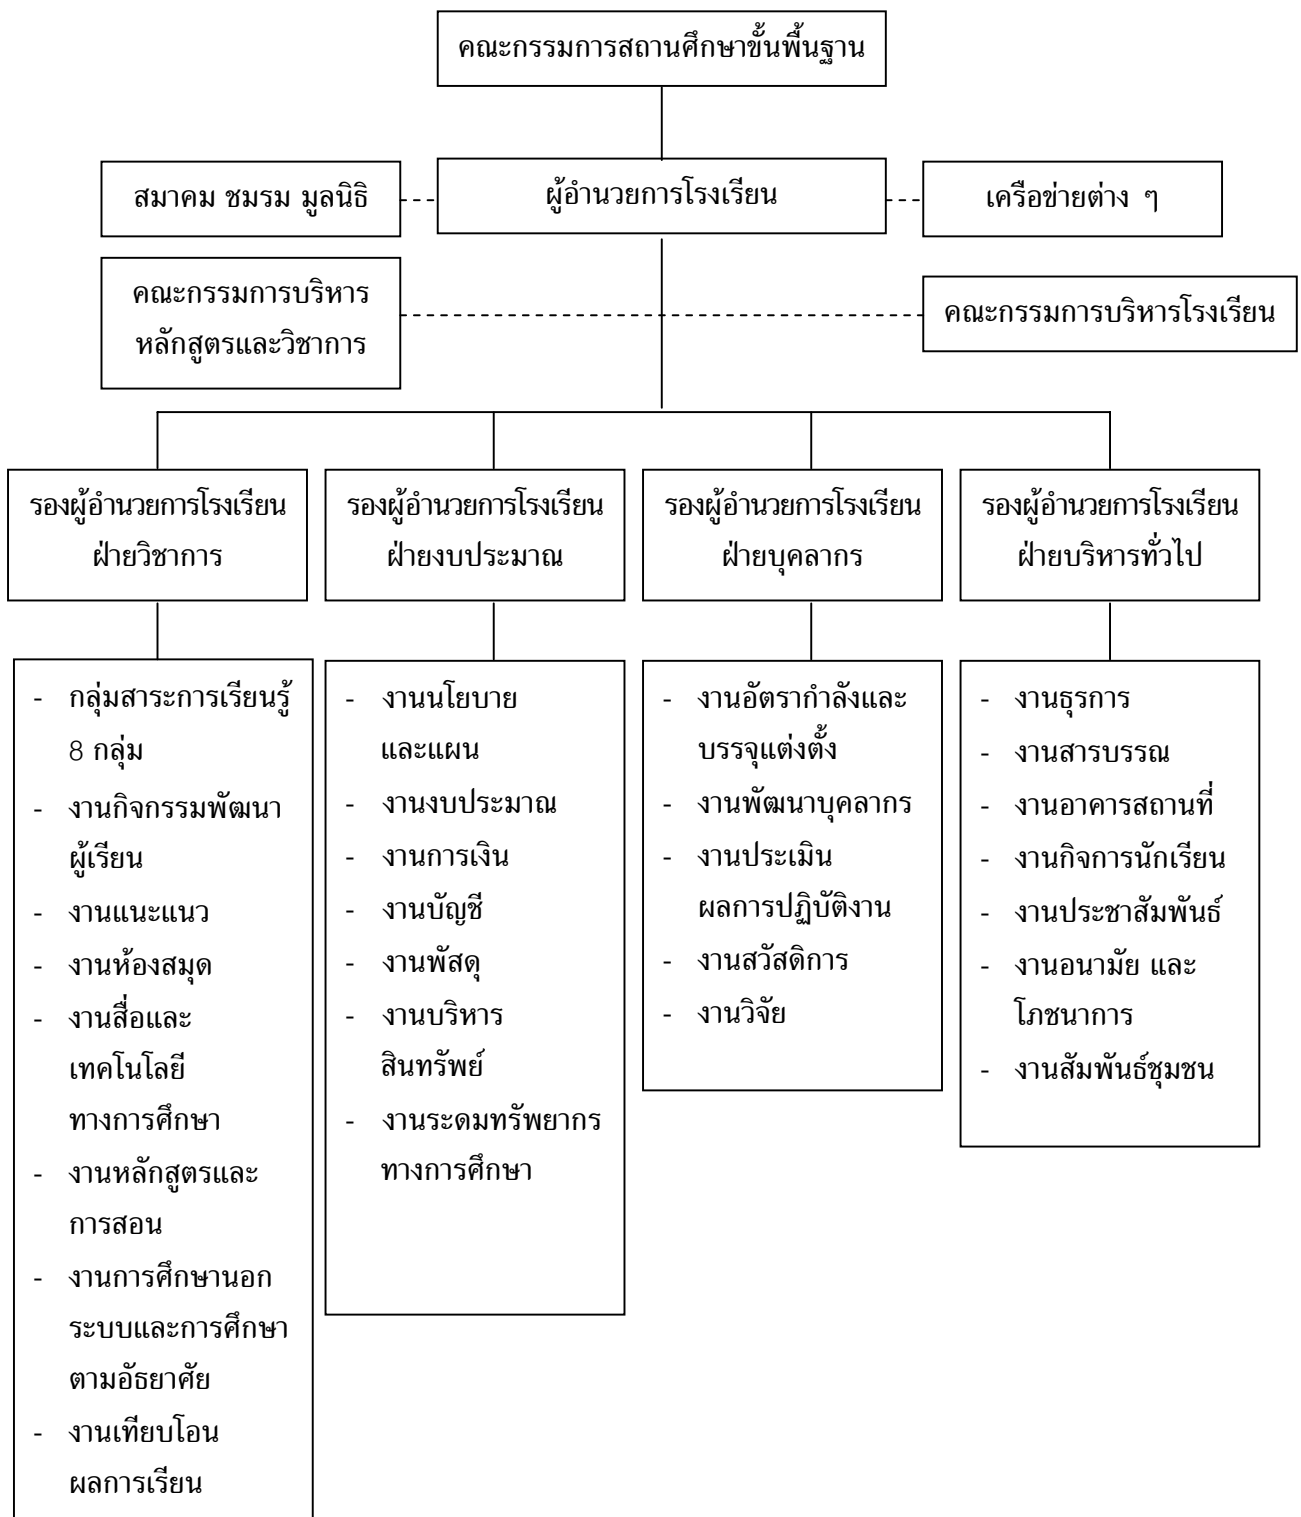 คณะกรรมการสถานศึกษาขั้นพื้นฐาน
สมาคม ชมรม มูลนิธิ
ผู้อำนวยการโรงเรียน
เครือข่ายต่าง ๆ
คณะกรรมการบริหาร
หลักสูตรและวิชาการ
คณะกรรมการบริหารโรงเรียน
รองผู้อำนวยการโรงเรียน
ฝ่ายวิชาการ
รองผู้อำนวยการโรงเรียน
ฝ่ายงบประมาณ
รองผู้อำนวยการโรงเรียน
ฝ่ายบุคลากร
รองผู้อำนวยการโรงเรียน
ฝ่ายบริหารทั่วไป
- กลุ่มสาระการเรียนรู้
8 กลุ่ม
- งานกิจกรรมพัฒนา
ผู้เรียน
- งานแนะแนว
- งานห้องสมุด
- งานสื่อและ
เทคโนโลยี
ทางการศึกษา
- งานหลักสูตรและ
การสอน
- งานการศึกษานอก
ระบบและการศึกษา
ตามอัธยาศัย
- งานเทียบโอน
ผลการเรียน
- งานนโยบาย
และแผน
- งานงบประมาณ
- งานการเงิน
- งานบัญชี
- งานพัสดุ
- งานบริหาร
สินทรัพย์
- งานระดมทรัพยากร
ทางการศึกษา
- งานอัตรากำลังและ
บรรจุแต่งตั้ง
- งานพัฒนาบุคลากร
- งานประเมิน
ผลการปฏิบัติงาน
- งานสวัสดิการ
- งานวิจัย
- งานธุรการ
- งานสารบรรณ
- งานอาคารสถานที่
- งานกิจการนักเรียน
- งานประชาสัมพันธ์
- งานอนามัย และ
โภชนาการ
- งานสัมพันธ์ชุมชน